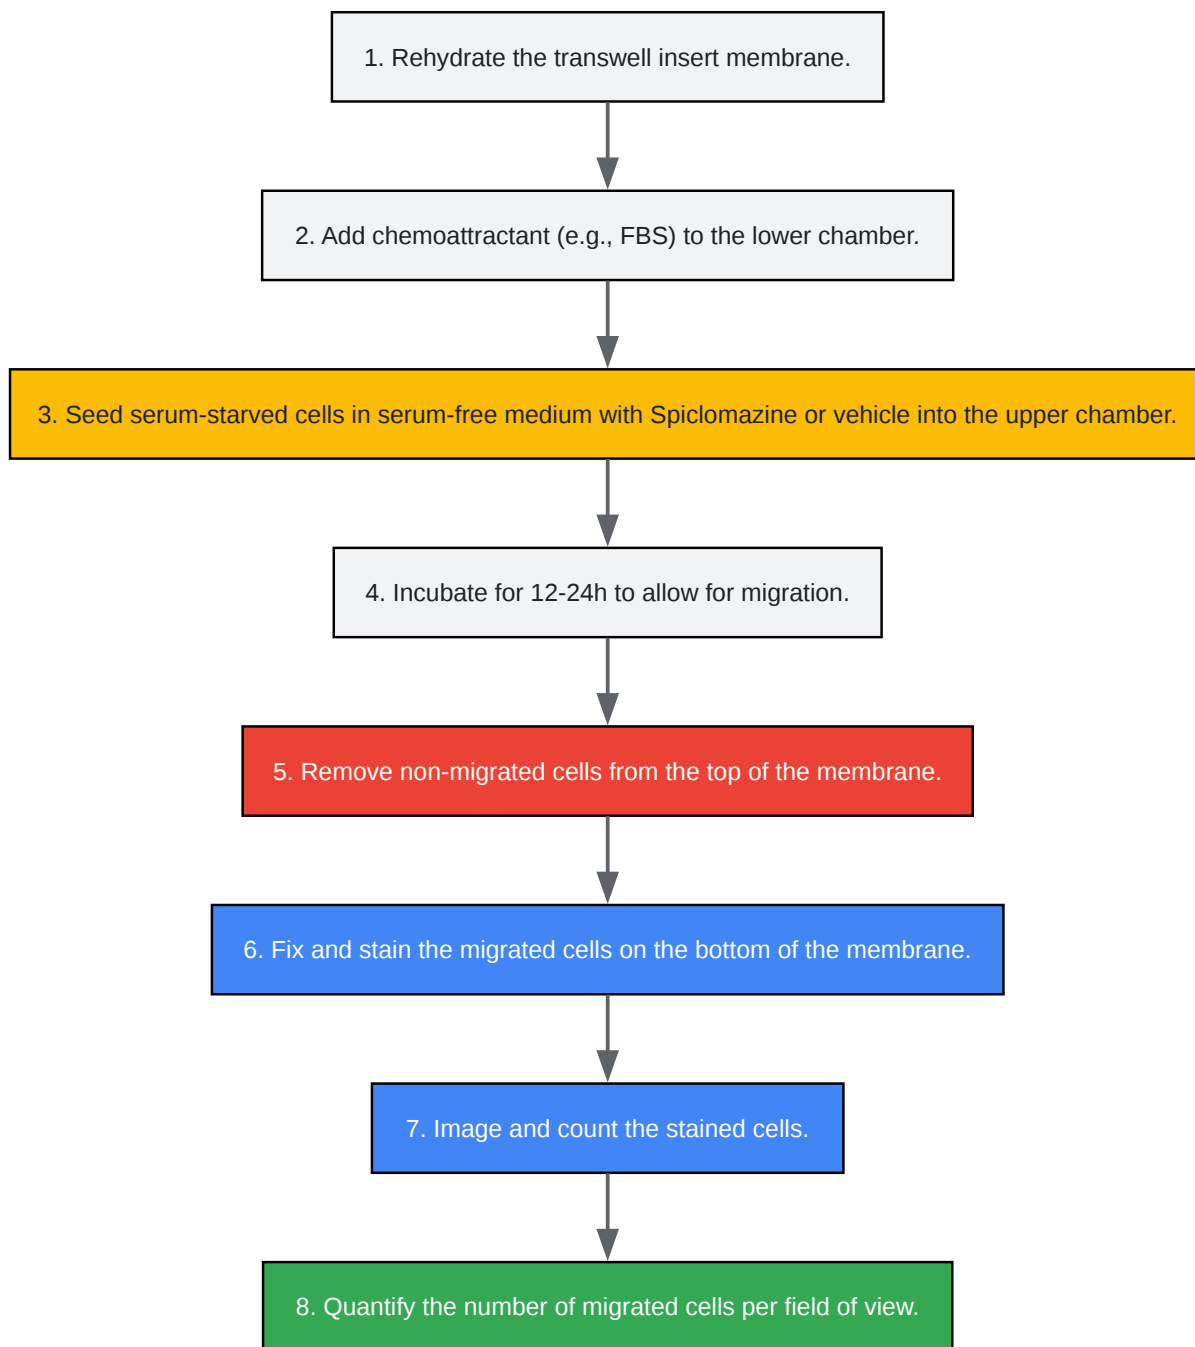 1. Rehydrate the transwell insert membrane.
2. Add chemoattractant (e.g., FBS) to the lower chamber.
3. Seed serum-starved cells in serum-free medium with Spiclomazine or vehicle into the upper chamber.
4. Incubate for 12-24h to allow for migration.
5. Remove non-migrated cells from the top of the membrane.
6. Fix and stain the migrated cells on the bottom of the membrane.
7. Image and count the stained cells.
8. Quantify the number of migrated cells per field of view.